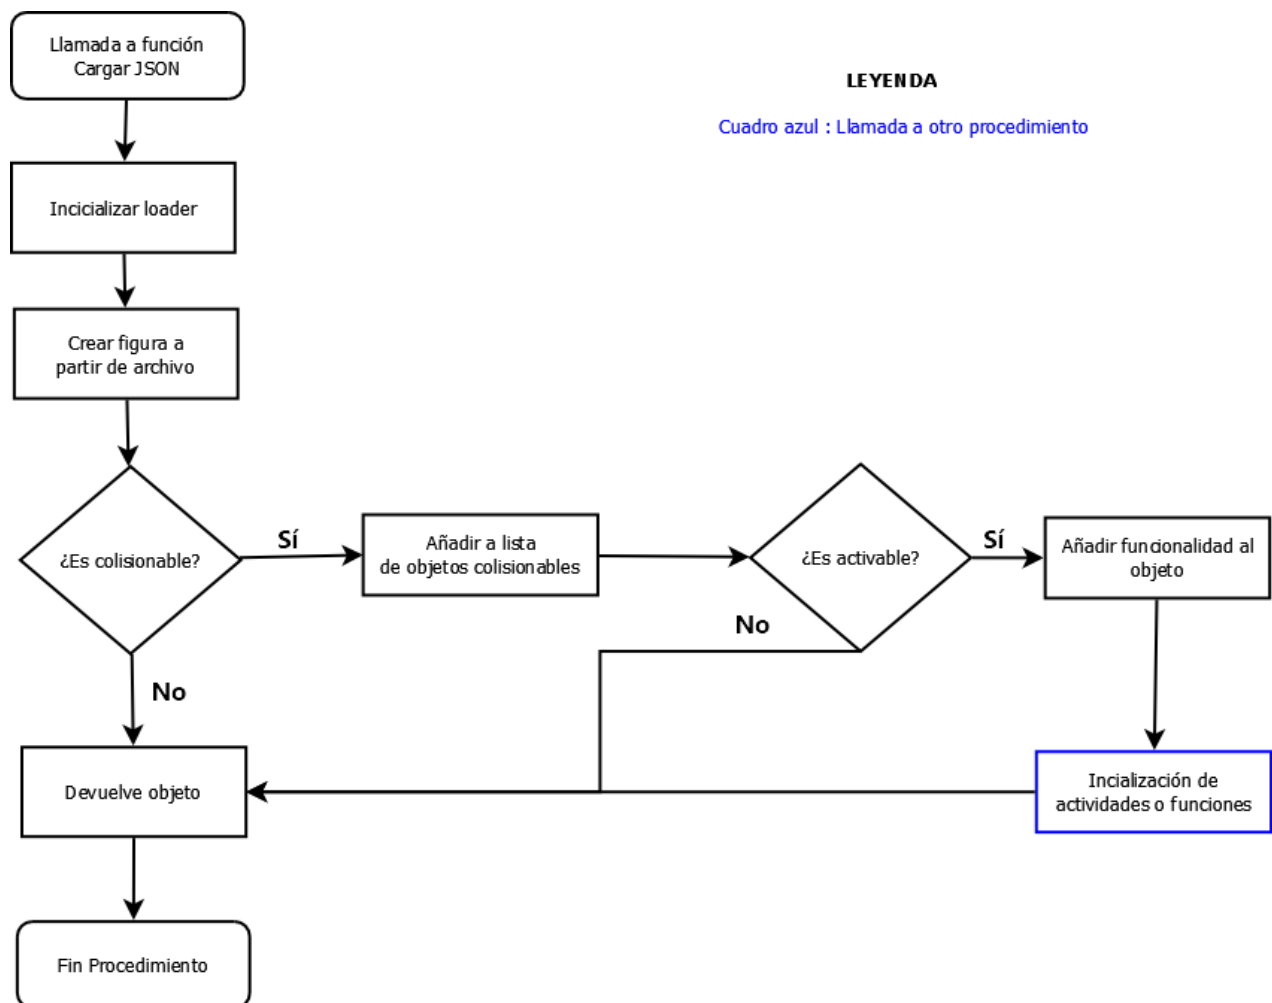 Llamada a función
Cargar JSON
LEYENDA
Cuadro azul : Llamada a otro procedimiento
Incicializar loader
Crear figura a
partir de archivo
¿Es colisionable?
Sí
Añadir a lista
de objetos colisionables
¿Es activable?
Sí
Añadir funcionalidad al
objeto
No
No
Devuelve objeto
Incialización de
actividades o funciones
Fin Procedimiento